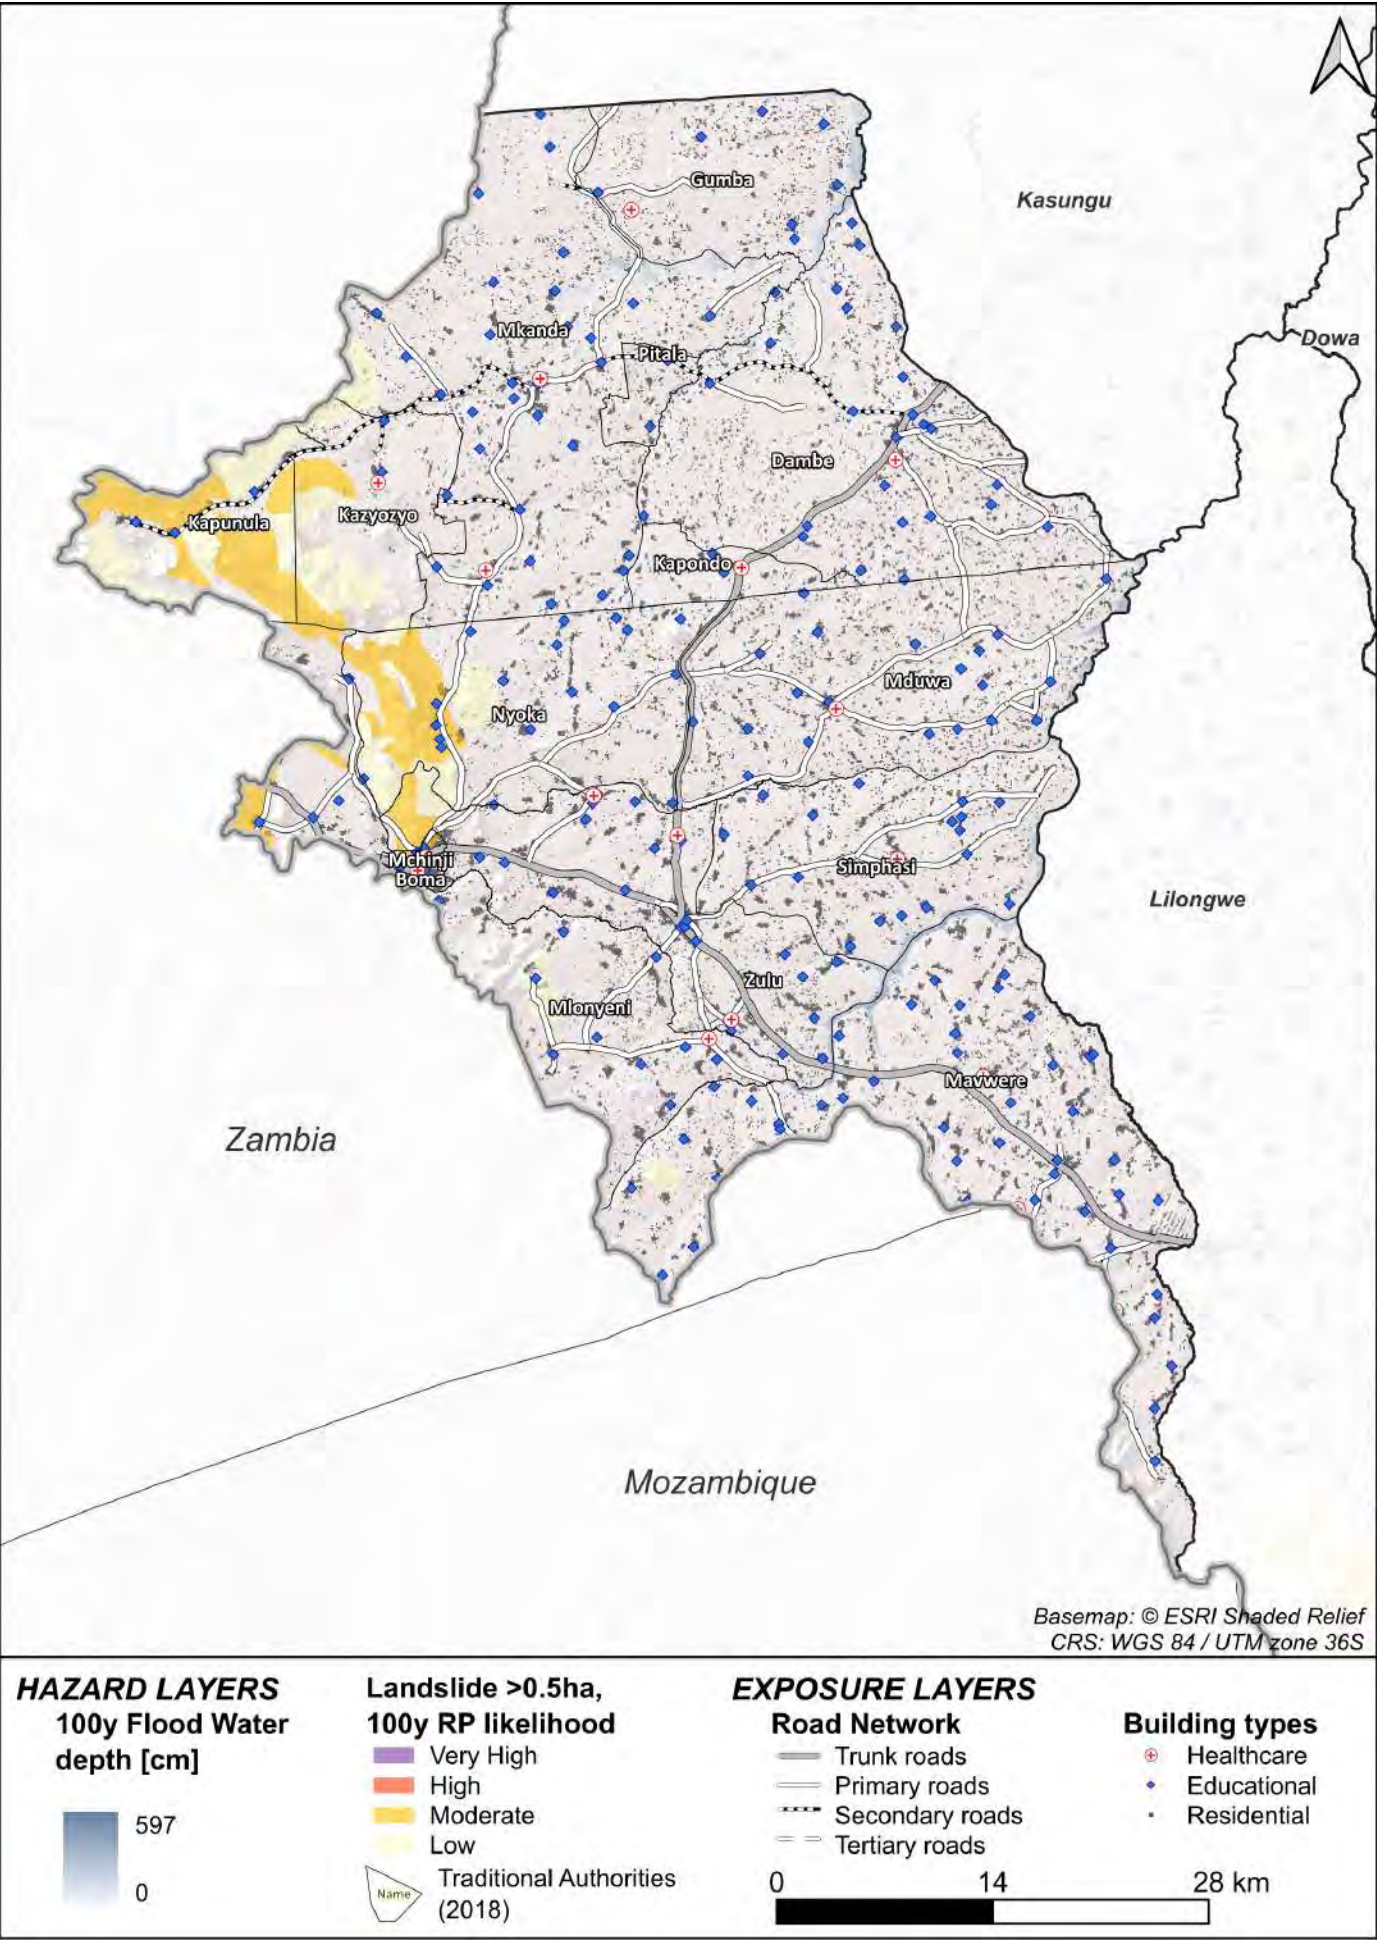 Gumba
Kasungu
Mkanda
Pitala
Dowa
Dambe
Kapunula
Kazyozyo
Kapondo
Mduwa
Nyoka
Mchinji
Boma
Simphasi
Lilongwe
Zulu
Mlonyeni
Mavwere
Zambia
Mozambique
Basemap: © ESRI Shaded Relief
CRS: WGS 84 / UTM zone 36S
HAZARD LAYERS
100y Flood Water
depth [cm]
597
0
Landslide >0.5ha,
100y RP likelihood
Very High
High
Moderate
Low
Name
Traditional Authorities
(2018)
EXPOSURE LAYERS
Road Network
Trunk roads
Primary roads
Secondary roads
Tertiary roads
Building types
Healthcare
Educational
Residential
0 14 28 km